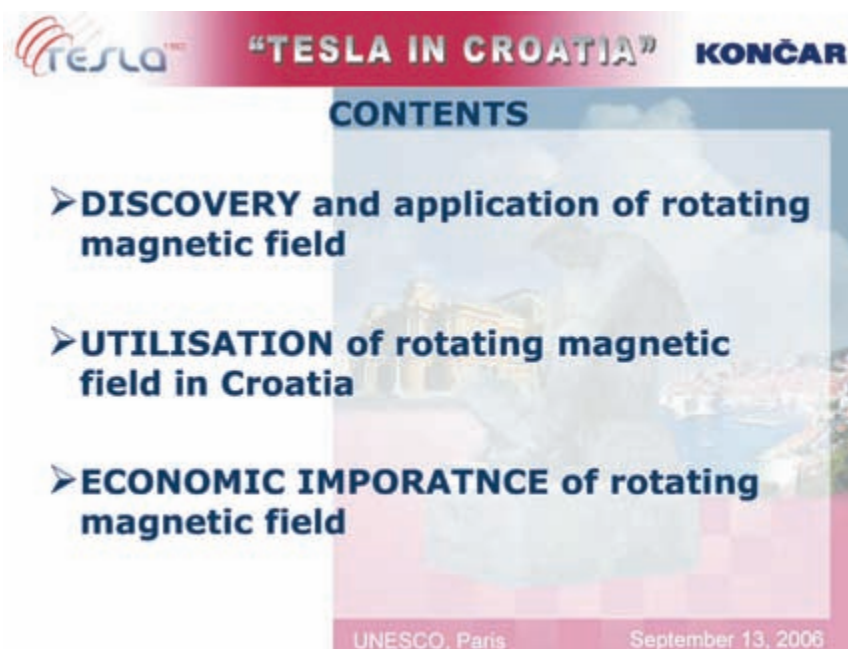 TESLA
"TESLA IN CROATIA"
KONČAR
CONTENTS
➢DISCOVERY and application of rotating
magnetic field
➢UTILISATION of rotating magnetic
field in Croatia
➢ECONOMIC IMPORATNCE of rotating
magnetic field
UNESCO, Paris
September 13, 2006